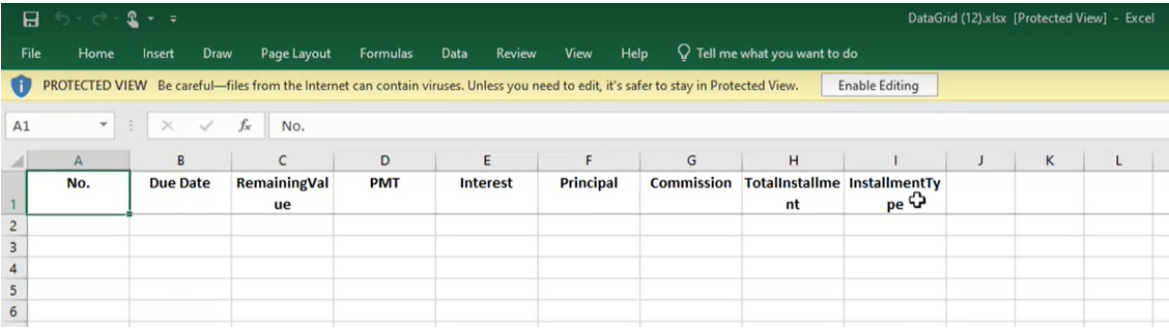 DataGrid (12).xlsx [Protected View] - Excel
File Home Insert Draw Page Layout Formulas Data Review View Help Tell me what you want to do
PROTECTED VIEW Be careful—files from the Internet can contain viruses. Unless you need to edit, it's safer to stay in Protected View. Enable Editing
A1 fx No.
A B C D E F G H I J K L
1 No. Due Date RemainingVal PMT Interest Principal Commission TotalInstallme InstallmentTy
ue nt pe
2
3
4
5
6